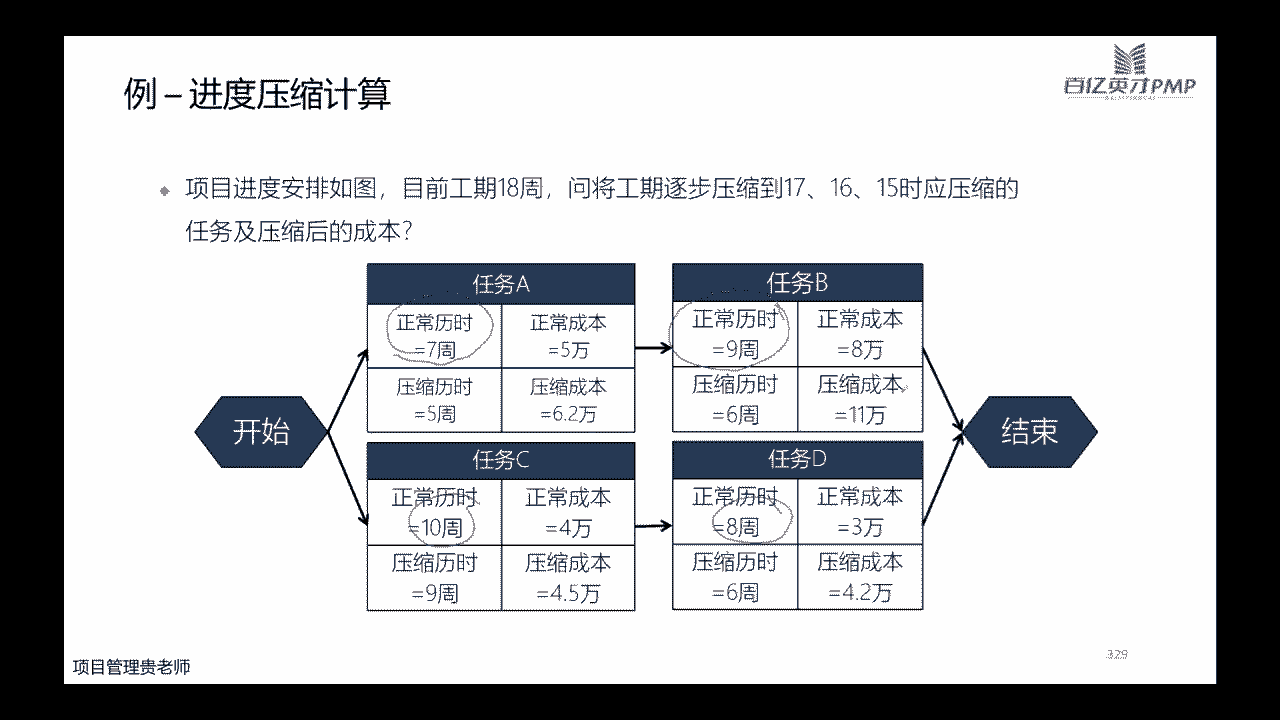 百亿英才PMP
例 – 进度压缩计算
项目进度安排如图，目前工期18周，问将工期逐步压缩到17、16、15时应压缩的
任务及压缩后的成本？
任务A
正常历时
=7周
正常成本
=5万
压缩历时
=5周
压缩成本
=6.2万
任务B
正常历时
=9周
正常成本
=8万
压缩历时
=6周
压缩成本
=11万
开始
结束
任务C
正常历时
=10周
正常成本
=4万
压缩历时
=9周
压缩成本
=4.5万
任务D
正常历时
=8周
正常成本
=3万
压缩历时
=6周
压缩成本
=4.2万
329
项目管理贵老师